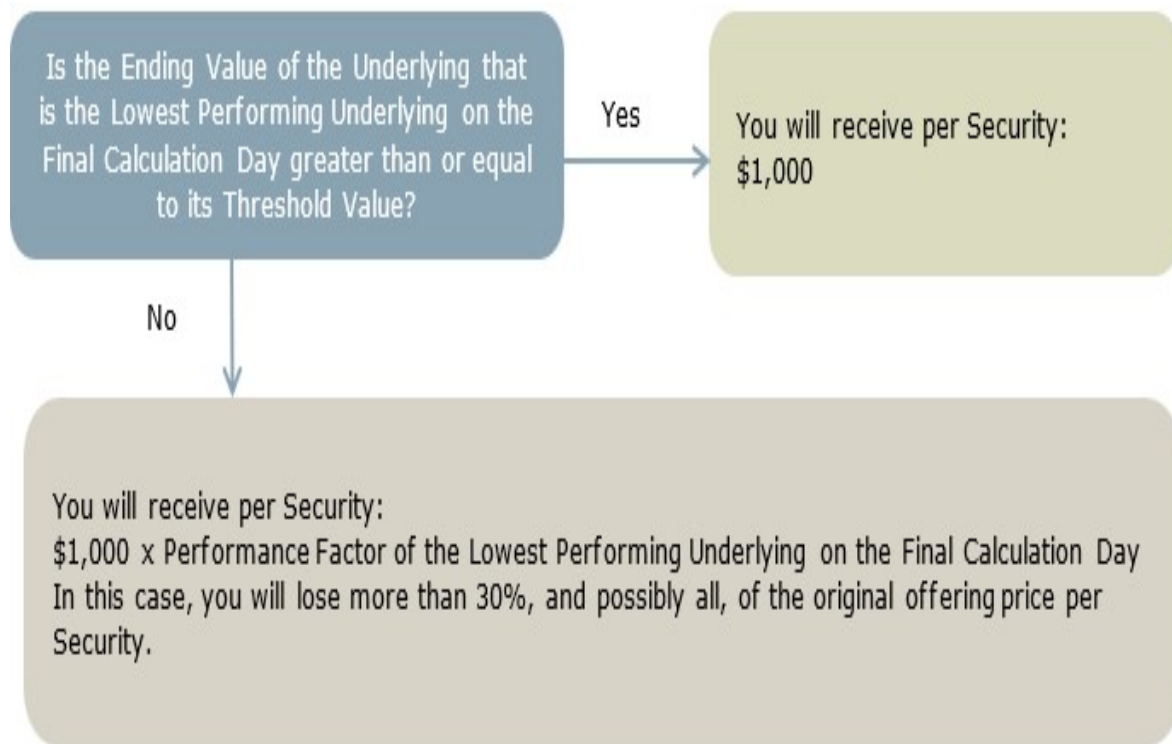 Is the Ending Value of the Underlying that
is the Lowest Performing Underlying on the
Final Calculation Day greater than or equal
to its Threshold Value?
Yes
You will receive per Security:
$1,000
No
You will receive per Security:
$1,000 x Performance Factor of the Lowest Performing Underlying on the Final Calculation Day
In this case, you will lose more than 30%, and possibly all, of the original offering price per
Security.